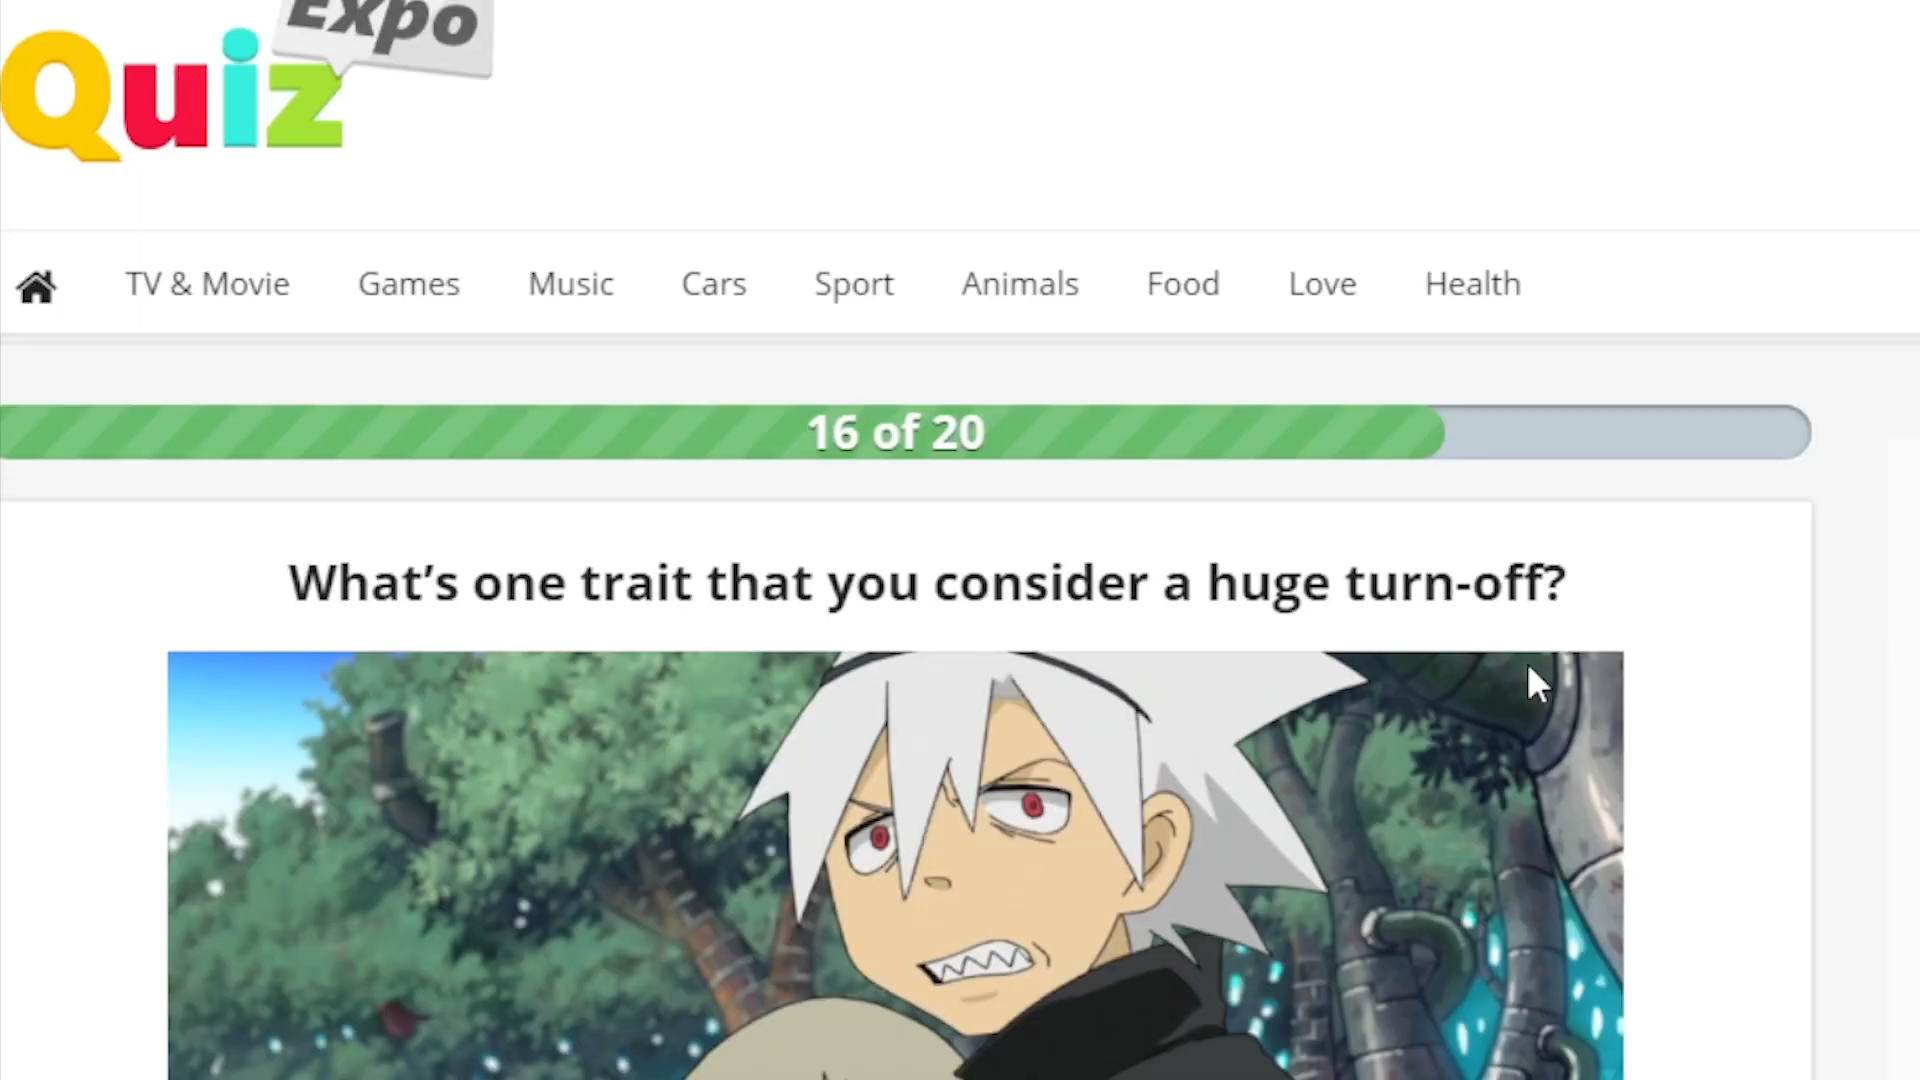 Expo
Quiz
TV & Movie Games Music Cars Sport Animals Food Love Health
16 of 20
What’s one trait that you consider a huge turn-off?